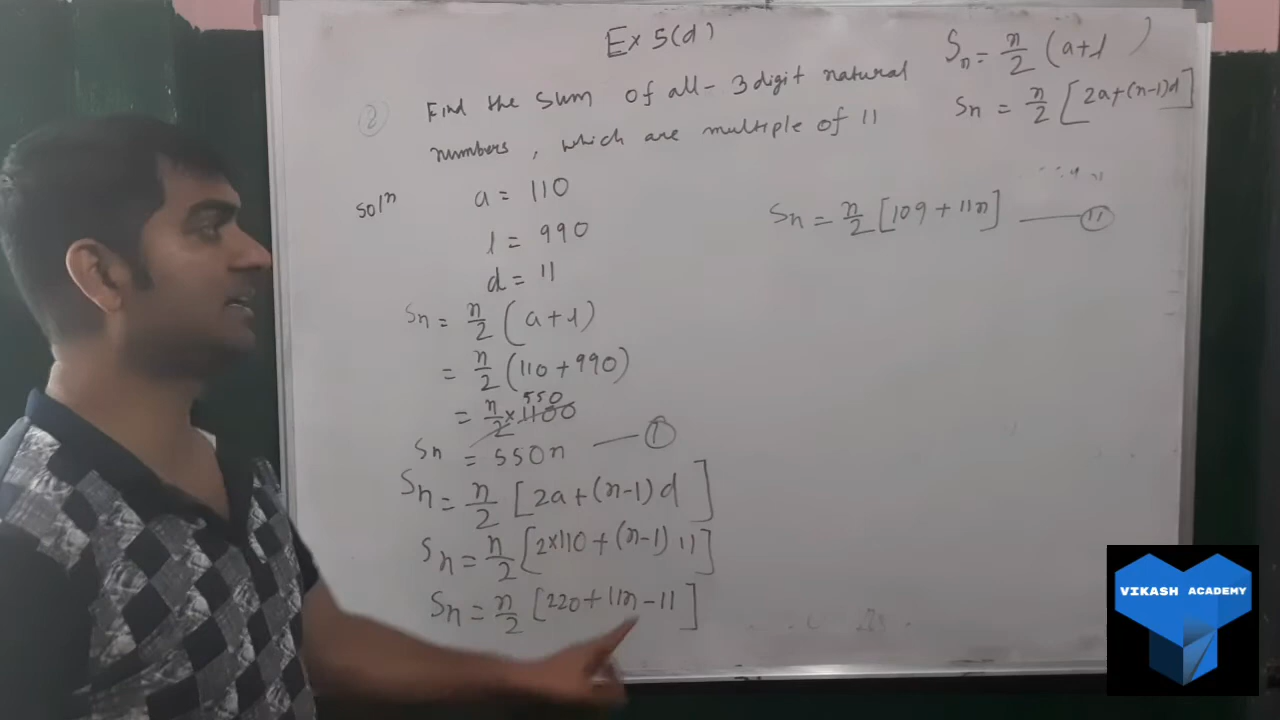 Ex 5(d)
2 Find the sum of all - 3 digit natural
numbers, which are multiple of 11
Solⁿ a = 110
l = 990
d = 11
Sn = n/2 (a+l)
= n/2 (110+990)
= n/2 × 1100 550
Sn = 550n — I
Sn = n/2 [2a+(n-1)d]
Sn = n/2 [2×110+(n-1) 11]
Sn = n/2 [220+11n-11]
Sn = n/2 (a+l)
Sn = n/2 [2a+(n-1)d]
Sn = n/2 [109+11n] — II
VIKASH ACADEMY